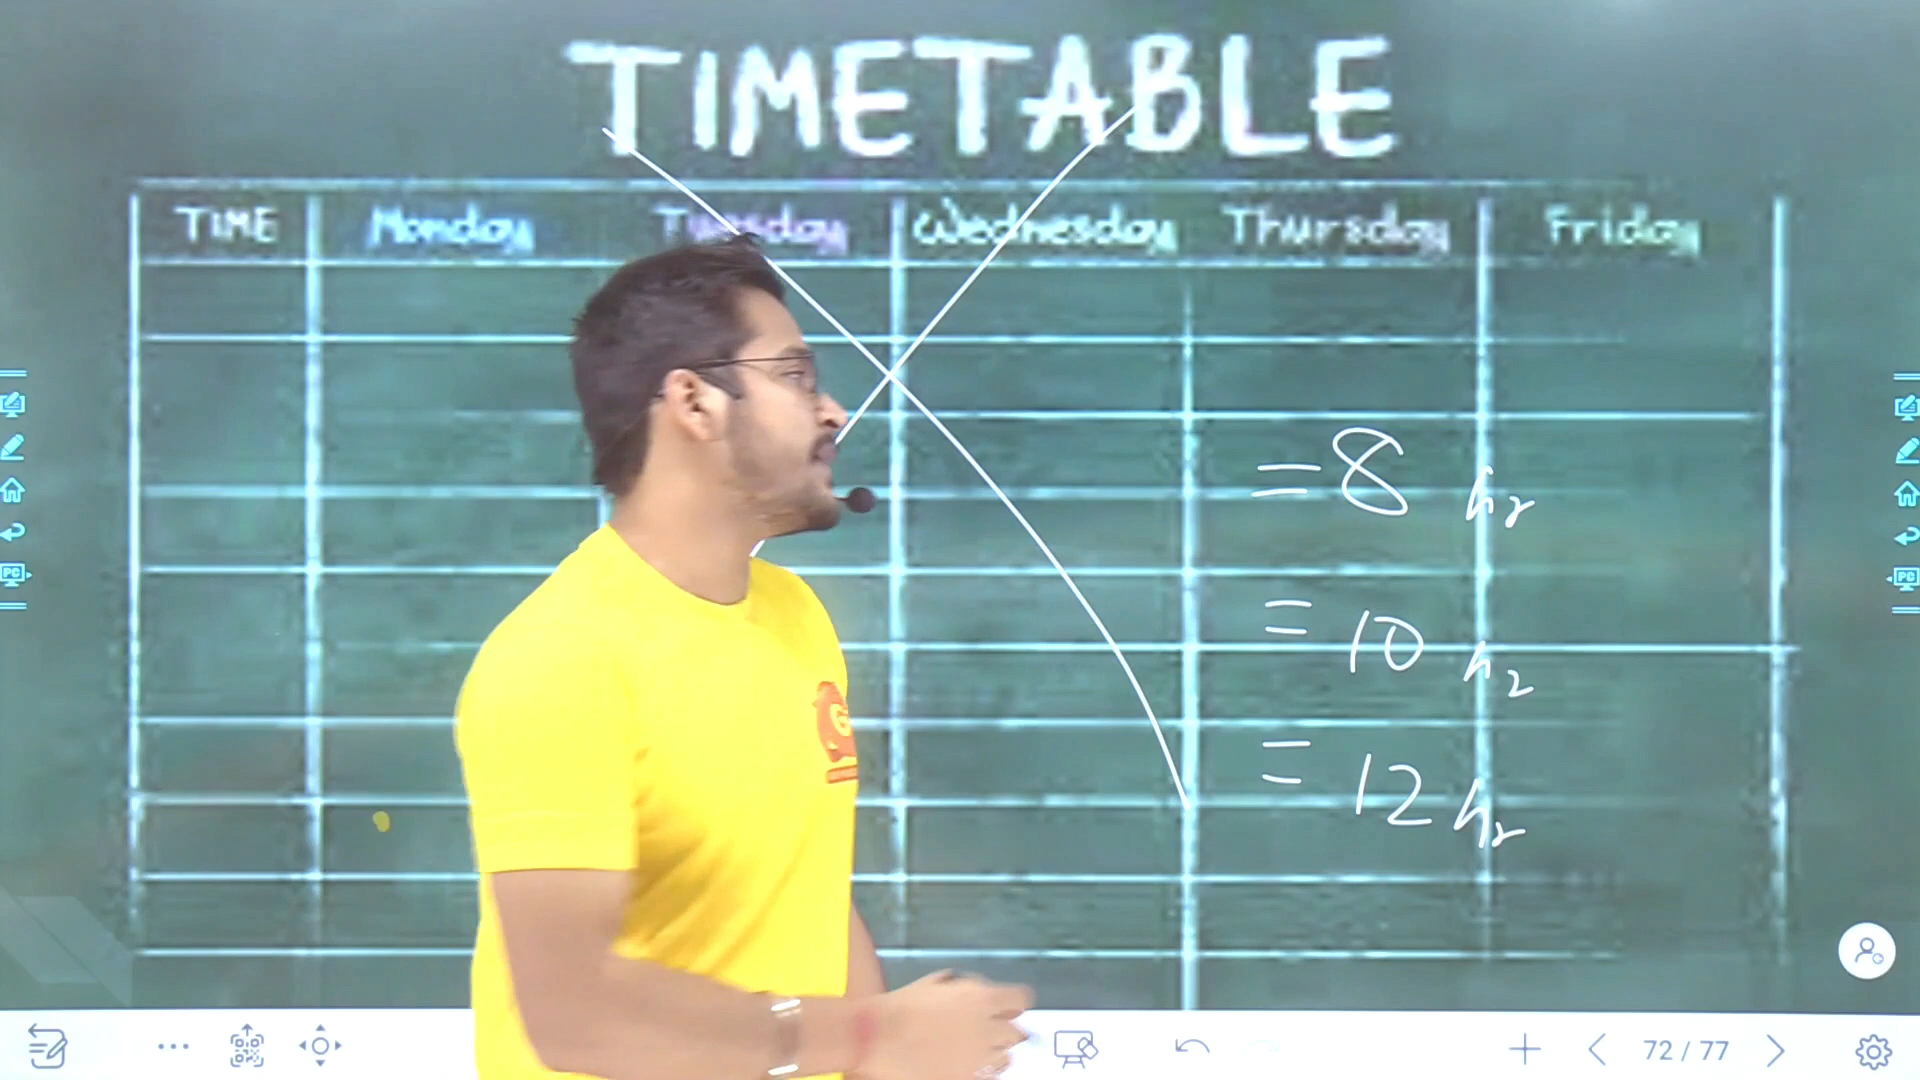 TIMETABLE
TIME Monday Tuesday Wednesday Thursday Friday
= 8 hr
= 10 hr
= 12 hr
72 / 77